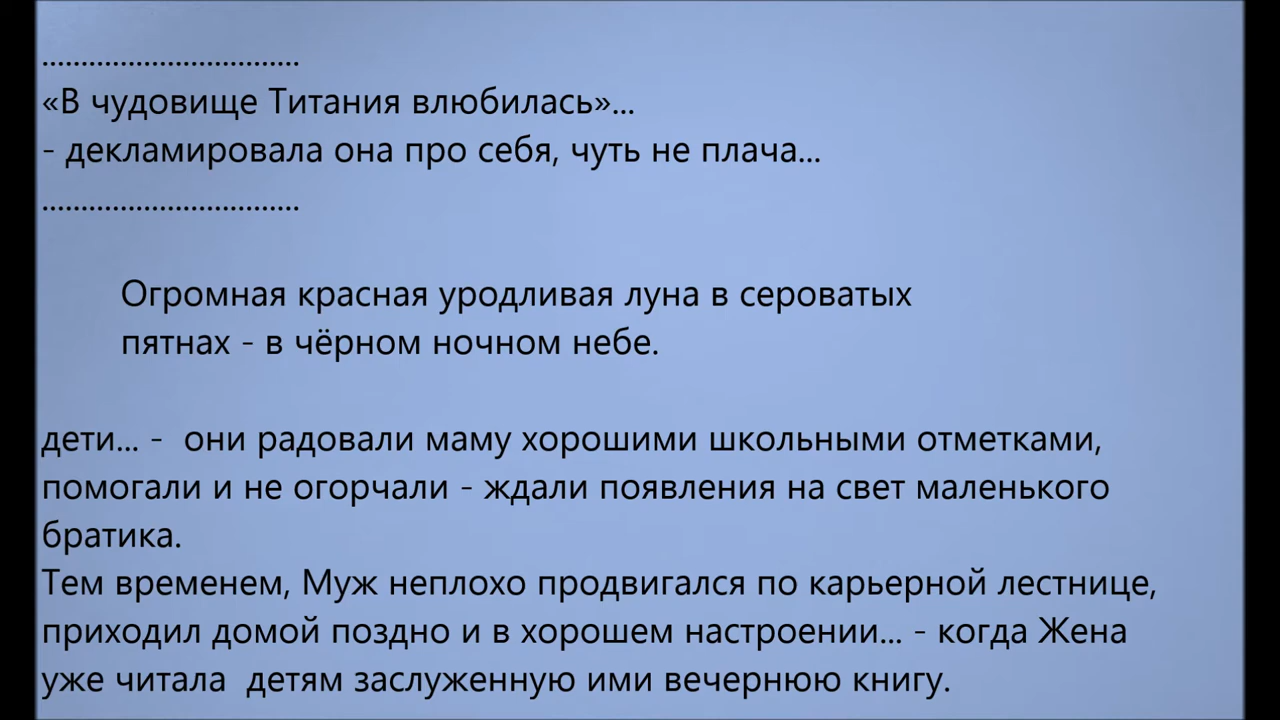 .................................
«В чудовище Титания влюбилась»...
- декламировала она про себя, чуть не плача...
.................................
Огромная красная уродливая луна в сероватых
пятнах - в чёрном ночном небе.
дети... -  они радовали маму хорошими школьными отметками,
помогали и не огорчали - ждали появления на свет маленького
братика.
Тем временем, Муж неплохо продвигался по карьерной лестнице,
приходил домой поздно и в хорошем настроении... - когда Жена
уже читала  детям заслуженную ими вечернюю книгу.